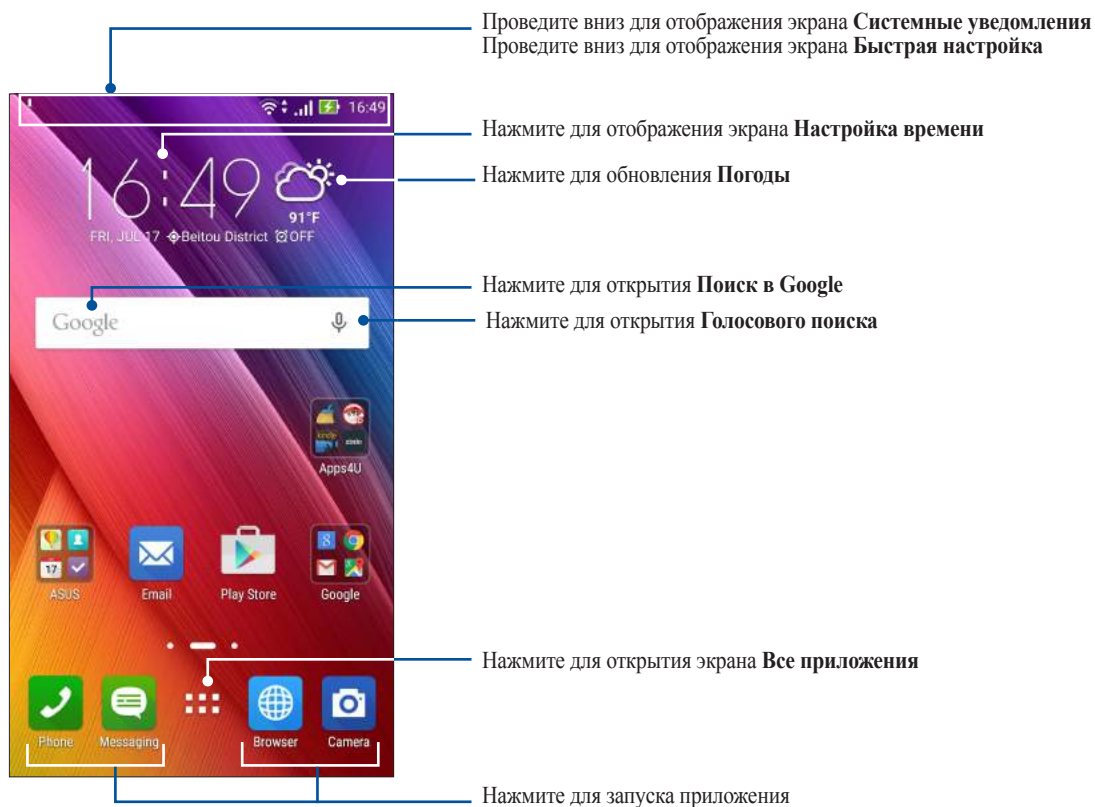 Проведите вниз для отображения экрана Системные уведомления
Проведите вниз для отображения экрана Быстрая настройка
16:49
Нажмите для отображения экрана Настройка времени
16:49
Нажмите для обновления Погоды
91°F
FRI, JUL 17 Beitou District OFF
Нажмите для открытия Поиск в Google
Google
Нажмите для открытия Голосового поиска
kindle
Apps4U
17
8
ASUS
Email
Play Store
Google
Нажмите для открытия экрана Все приложения
Phone
Messaging
Browser
Camera
Нажмите для запуска приложения